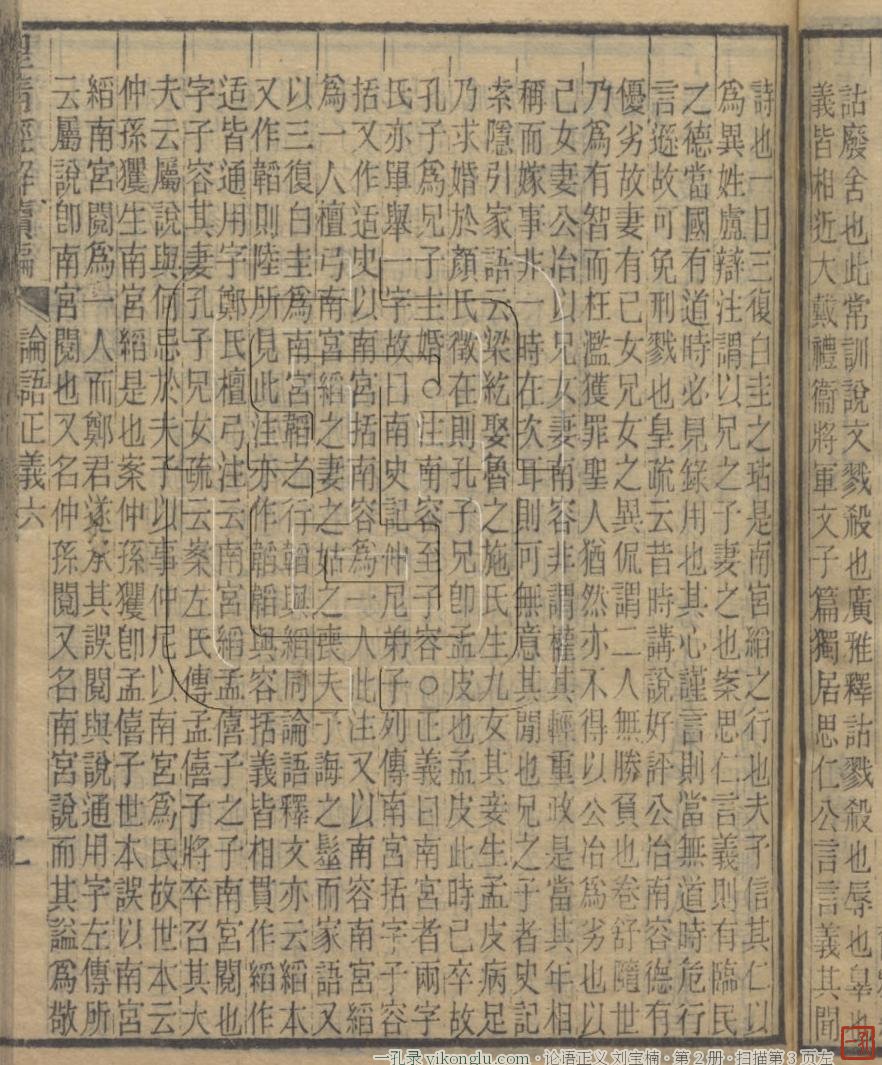 詁廢舍也此常訓說文戮殺也廣雅釋詁戮殺也辱也辠也
義皆相近大戴禮衞將軍文子篇獨居思仁公言言義其聞
詩也一日三復白圭之玷是南宮縚之行也夫子信其仁以
爲異姓盧辯注謂以兄之子妻之也案思仁言義則有臨民
之德當國有道時必見錄用也其心謹言則當無道時危行
言遜故可免刑戮也皇疏云昔時講說好評公冶南容德有
優劣故妻有己女兄女之異侃謂二人無勝負也卷舒隨世
乃爲有智而枉濫獲罪聖人猶然亦不得以公冶爲劣也以
己女妻公冶以兄女妻南容非謂權其輕重政是當其年相
稱而嫁事非一時在次耳則可無意其閒也兄之子者史記
索隱引家語云梁紇娶魯之施氏生九女其妾生孟皮病足
乃求婚於顏氏徵在則孔子兄卽孟皮也孟皮此時已卒故
孔子爲兄子主婚○注南容至子容○正義曰南宮者兩字
氏亦單舉一字故曰南史記仲尼弟子列傳南宮括字子容
括又作适史以南宮括南容爲一人此注又以南容南宮縚
爲一人檀弓南宮縚之妻之姑之喪夫子誨之髽而家語又
以三復白圭爲南宮韜之行韜與縚同論語釋文亦云縚本
又作韜則陸所見此注亦作韜韜與容括義皆相貫作縚作
适皆通用字鄭氏檀弓注云南宮縚孟僖子之子南宮閱也
字子容其妻孔子兄女疏云案左氏傳孟僖子將卒召其大
夫云屬說與何忌於夫子以事仲尼以南宮爲氏故世本云
仲孫玃生南宮縚是也案仲孫玃卽孟僖子世本誤以南宮
縚南宮閱爲一人而鄭君遂承其誤閱與說通用字左傳所
云屬說卽南宮閱也又名仲孫閱又名南宮說而其諡爲敬
皇清經解續編
論語正義六
二
一孔录 yikonglu.com · 论语正义 刘宝楠 · 第 2 册 · 扫描第 3 页左